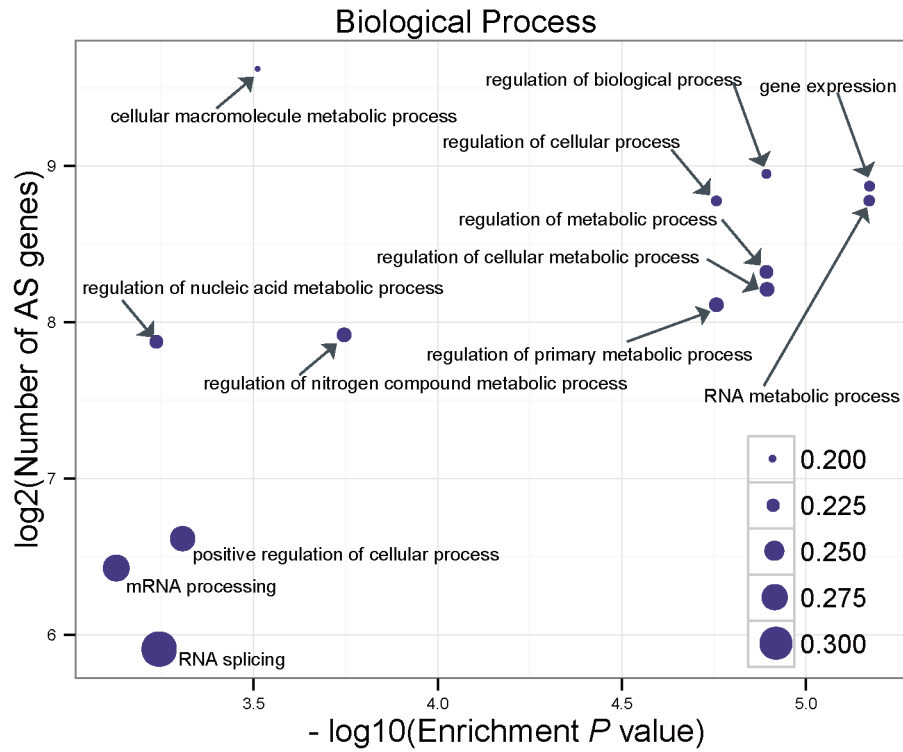 Biological Process
regulation of biological process
gene expression
cellular macromolecule metabolic process
regulation of cellular process
9
regulation of metabolic process
regulation of cellular metabolic process
regulation of nucleic acid metabolic process
8
regulation of primary metabolic process
regulation of nitrogen compound metabolic process
RNA metabolic process
log2(Number of AS genes)
0.200
7
0.225
0.250
positive regulation of cellular process
mRNA processing
0.275
6
0.300
RNA splicing
3.5 4.0 4.5 5.0
- log10(Enrichment P value)